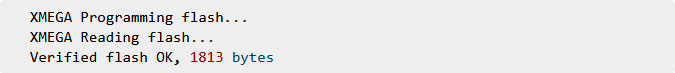 XMEGA Programming flash...
XMEGA Reading flash...
Verified flash OK, 1813 bytes